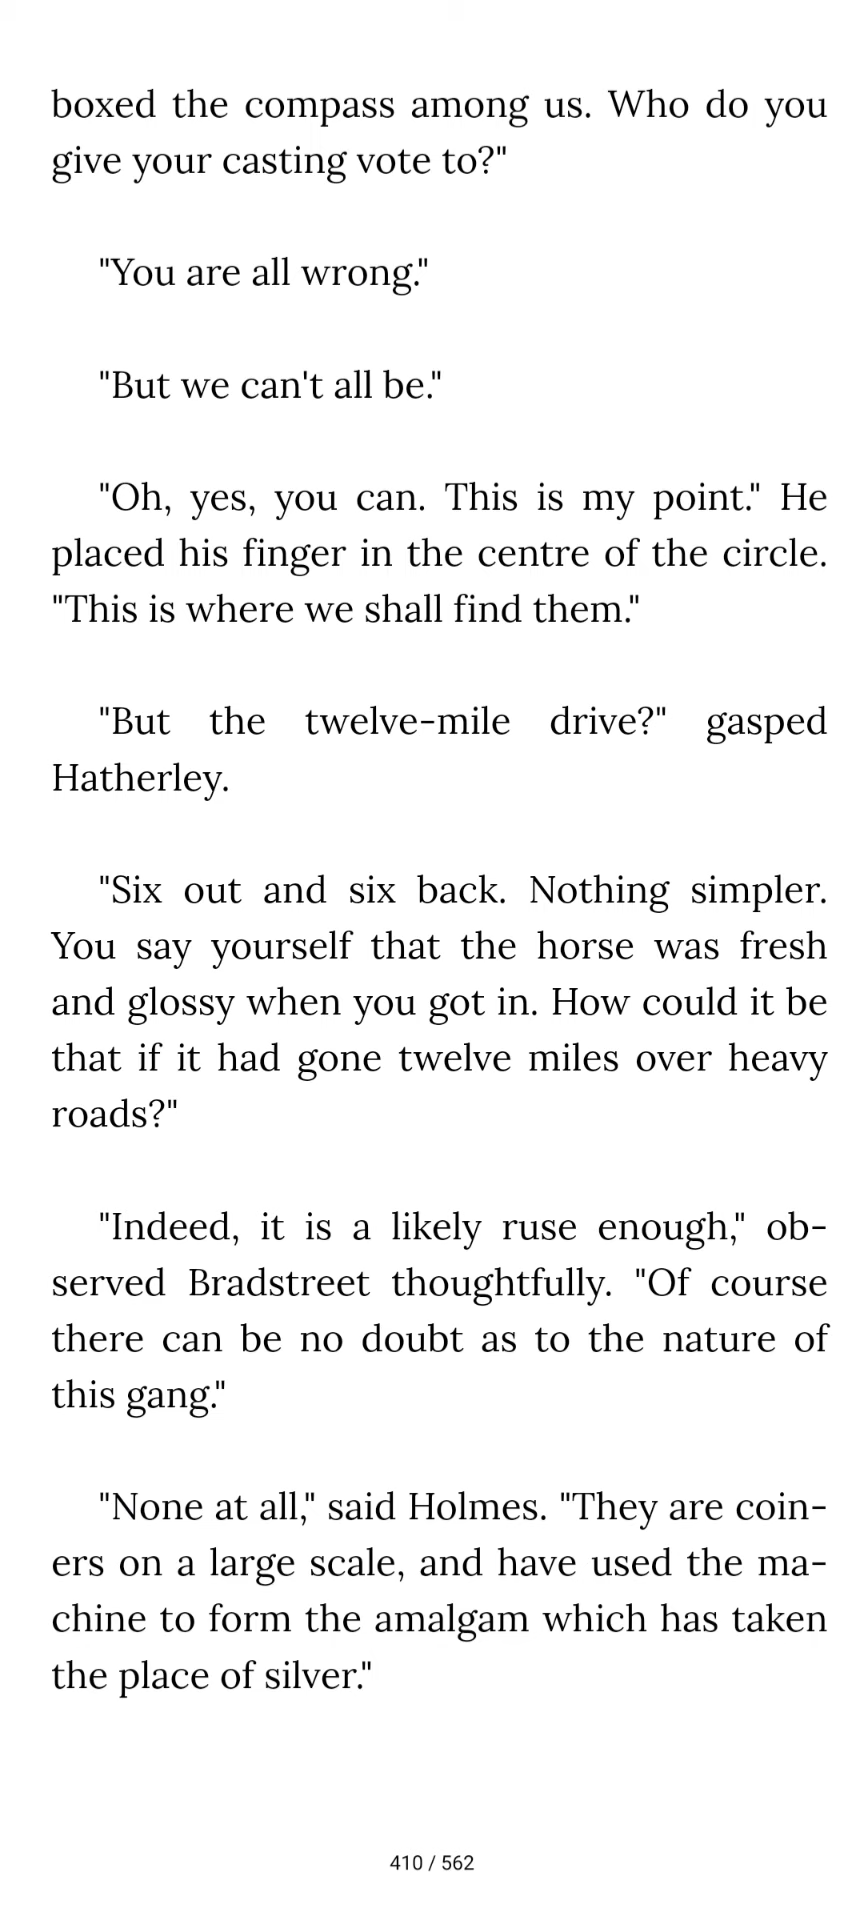 boxed the compass among us. Who do you
give your casting vote to?"
"You are all wrong."
"But we can't all be."
"Oh, yes, you can. This is my point." He
placed his finger in the centre of the circle.
"This is where we shall find them."
"But the twelve-mile drive?" gasped
Hatherley.
"Six out and six back. Nothing simpler.
You say yourself that the horse was fresh
and glossy when you got in. How could it be
that if it had gone twelve miles over heavy
roads?"
"Indeed, it is a likely ruse enough," ob-
served Bradstreet thoughtfully. "Of course
there can be no doubt as to the nature of
this gang."
"None at all," said Holmes. "They are coin-
ers on a large scale, and have used the ma-
chine to form the amalgam which has taken
the place of silver."
410 / 562